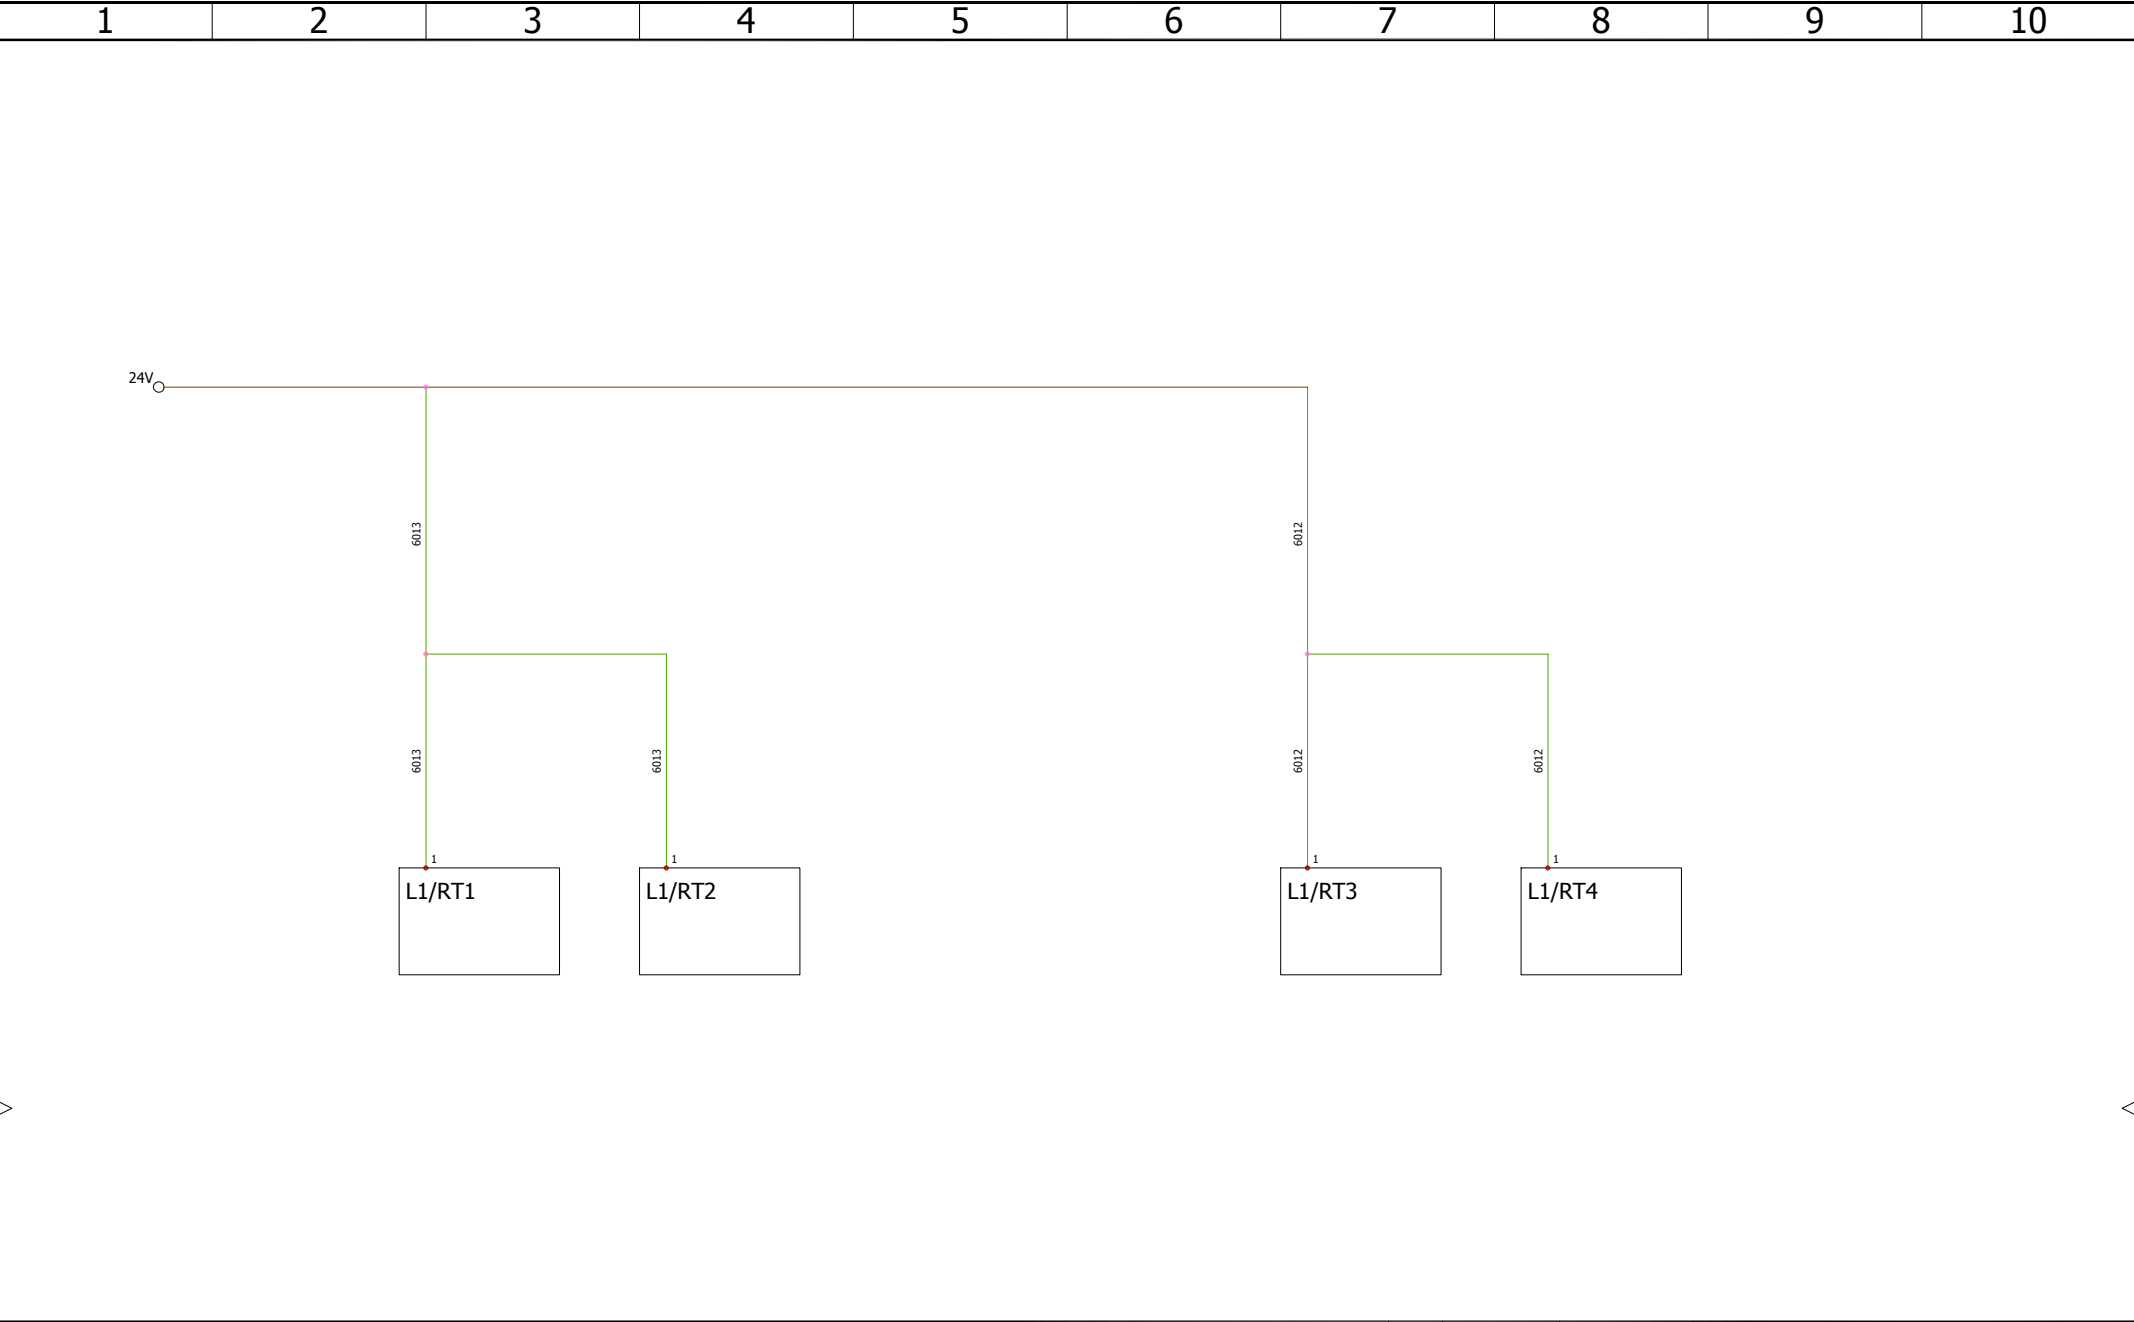 1 2 3 4 5 6 7 8 9 10
24V
6013 6012
6013 6013 6012 6012
1 1 1 1
L1/RT1 L1/RT2 L1/RT3 L1/RT4